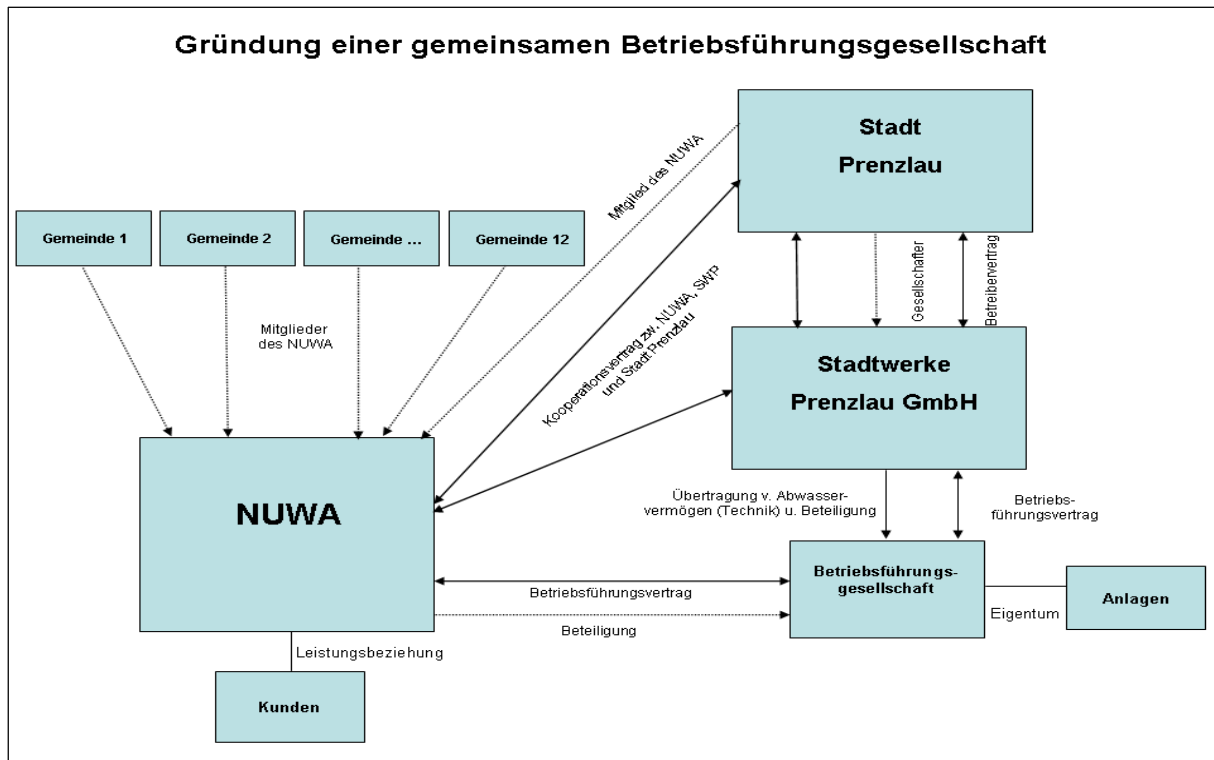 Gründung einer gemeinsamen Betriebsführungsgesellschaft
Stadt
Prenzlau
Mitglied des NUWA
Gemeinde 1
Gemeinde 2
Gemeinde ...
Gemeinde 12
Mitglieder
des NUWA
Kooperationsvertrag zw. NUWA, SWP
und Stadt Prenzlau
Gesellschafter
Betreibervertrag
Stadtwerke
Prenzlau GmbH
NUWA
Übertragung v. Abwasser-
vermögen (Technik) u. Beteiligung
Betriebs-
führungsvertrag
Betriebsführungs-
gesellschaft
Anlagen
Eigentum
Betriebsführungsvertrag
Beteiligung
Leistungsbeziehung
Kunden